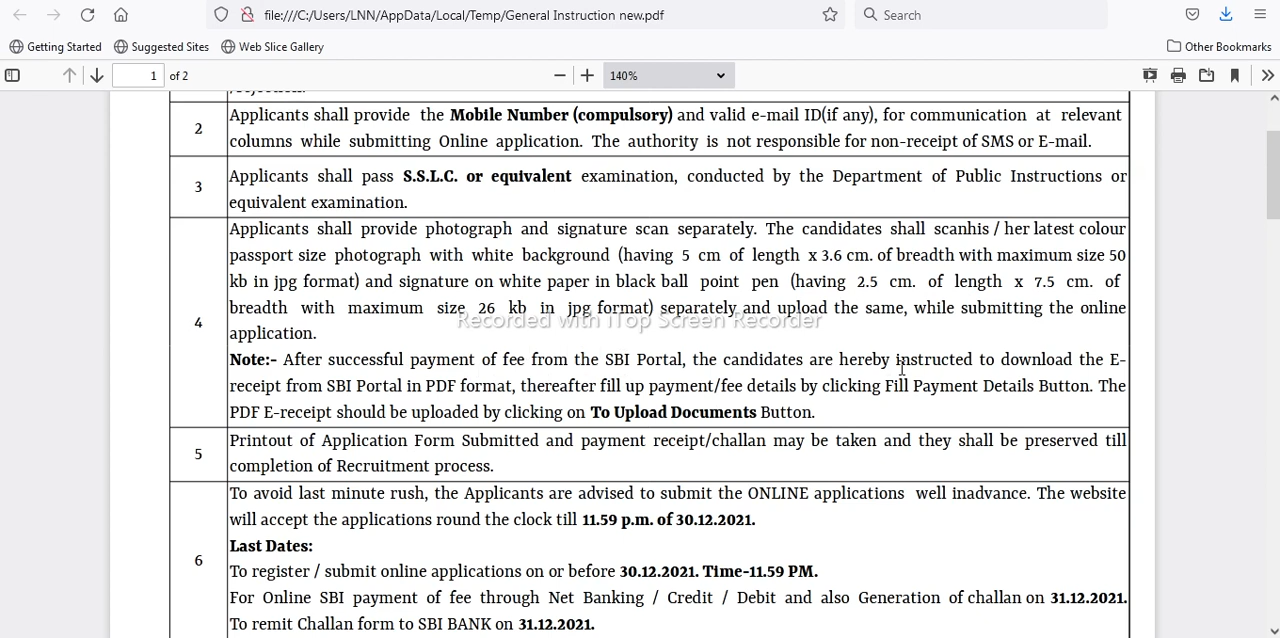 file:///C:/Users/LNN/AppData/Local/Temp/General Instruction new.pdf
Search
Getting Started
Suggested Sites
Web Slice Gallery
Other Bookmarks
1 of 2
140%
2
Applicants shall provide the Mobile Number (compulsory) and valid e-mail ID(if any), for communication at relevant
columns while submitting Online application. The authority is not responsible for non-receipt of SMS or E-mail.
3
Applicants shall pass S.S.L.C. or equivalent examination, conducted by the Department of Public Instructions or
equivalent examination.
4
Applicants shall provide photograph and signature scan separately. The candidates shall scanhis / her latest colour
passport size photograph with white background (having 5 cm of length x 3.6 cm. of breadth with maximum size 50
kb in jpg format) and signature on white paper in black ball point pen (having 2.5 cm. of length x 7.5 cm. of
breadth with maximum size 26 kb in jpg format) separately and upload the same, while submitting the online
Recorded with iTop Screen Recorder
application.
Note:- After successful payment of fee from the SBI Portal, the candidates are hereby instructed to download the E-
receipt from SBI Portal in PDF format, thereafter fill up payment/fee details by clicking Fill Payment Details Button. The
PDF E-receipt should be uploaded by clicking on To Upload Documents Button.
5
Printout of Application Form Submitted and payment receipt/challan may be taken and they shall be preserved till
completion of Recruitment process.
6
To avoid last minute rush, the Applicants are advised to submit the ONLINE applications well inadvance. The website
will accept the applications round the clock till 11.59 p.m. of 30.12.2021.
Last Dates:
To register / submit online applications on or before 30.12.2021. Time-11.59 PM.
For Online SBI payment of fee through Net Banking / Credit / Debit and also Generation of challan on 31.12.2021.
To remit Challan form to SBI BANK on 31.12.2021.